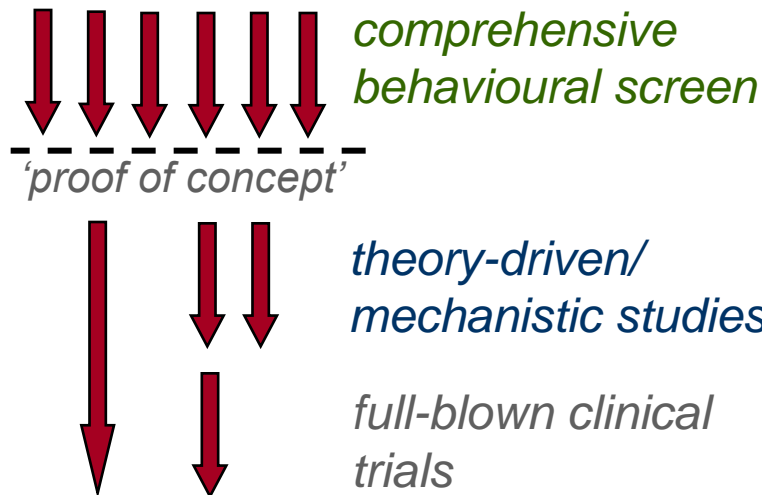 comprehensive
behavioural screen
'proof of concept'
theory-driven/
mechanistic studies
full-blown clinical
trials